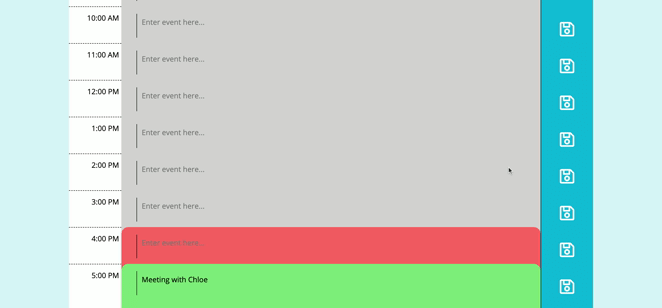 10:00 AM Enter event here...
11:00 AM Enter event here...
12:00 PM Enter event here...
1:00 PM Enter event here...
2:00 PM Enter event here...
3:00 PM Enter event here...
4:00 PM Enter event here...
5:00 PM Meeting with Chloe